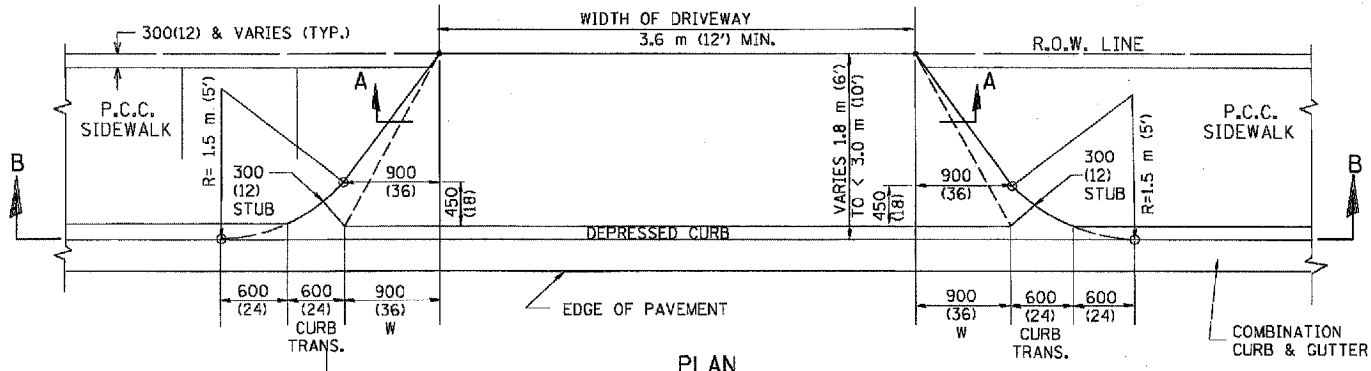 WIDTH OF DRIVEWAY
3.6 m (12') MIN.
300(12) & VARIES (TYP.)
R.O.W. LINE
A
A
P.C.C.
SIDEWALK
R= 1.5 m (5')
300
(12)
STUB
900
(36)
450
(18)
VARIES 1.8 m (6')
TO < 3.0 m (10')
900
(36)
450
(18)
300
(12)
STUB
R=1.5 m (5')
P.C.C.
SIDEWALK
B
B
DEPRESSED CURB
600
(24)
600
(24)
CURB
TRANS.
900
(36)
W
EDGE OF PAVEMENT
900
(36)
W
600
(24)
CURB
TRANS.
600
(24)
COMBINATION
CURB & GUTTER
PLAN